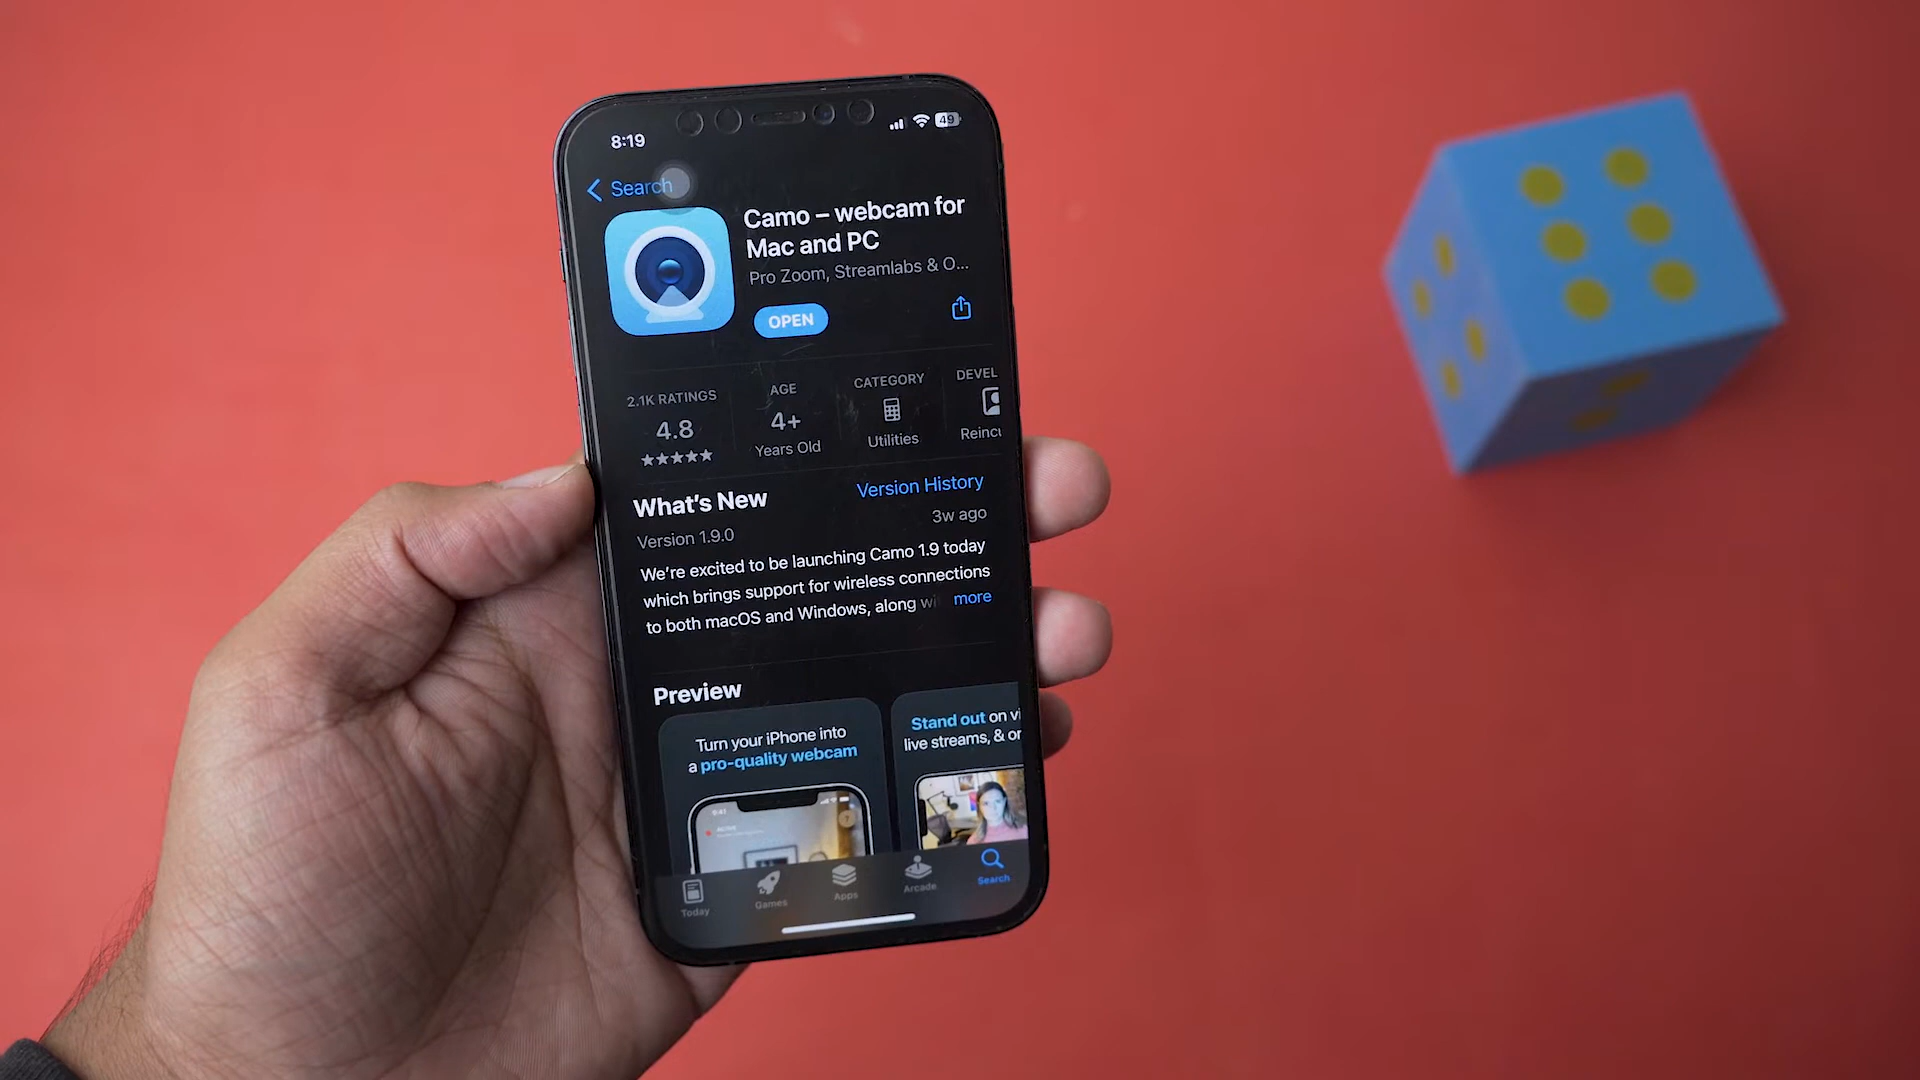 8:19
49
Search
Camo – webcam for
Mac and PC
Pro Zoom, Streamlabs & O...
OPEN
2.1K RATINGS
4.8
AGE
4+
Years Old
CATEGORY
Utilities
DEVEL
Reincu
What's New
Version History
Version 1.9.0
3w ago
We're excited to be launching Camo 1.9 today
which brings support for wireless connections
to both macOS and Windows, along wi more
Preview
Turn your iPhone into
a pro-quality webcam
Stand out on vi
live streams, & or
9:41
Today
Games
Apps
Arcade
Search